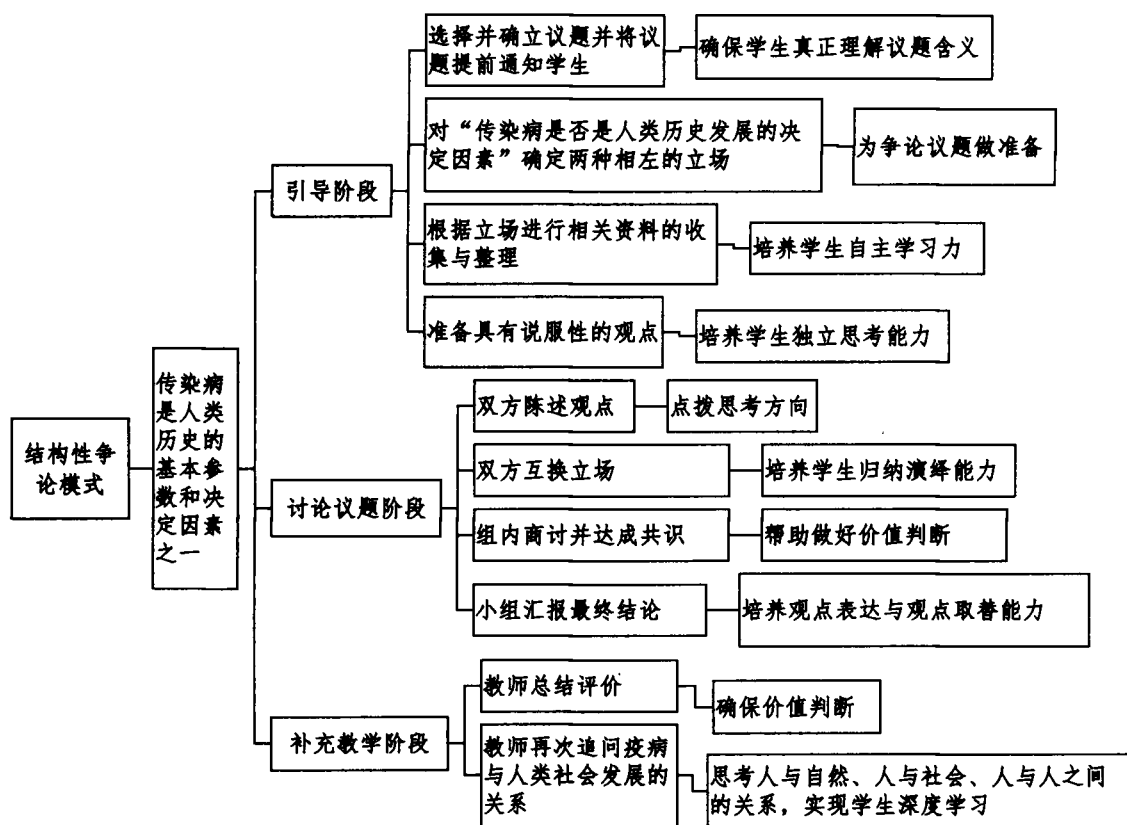 结构性争
论模式
传染病
是人类
历史的
基本参
数和决
定因素
之一
引导阶段
选择并确立议题并将议
题提前通知学生
确保学生真正理解议题含义
对“传染病是否是人类历史发展的决
定因素”确定两种相左的立场
为争论议题做准备
根据立场进行相关资料的收
集与整理
培养学生自主学习力
准备具有说服性的观点
培养学生独立思考能力
讨论议题阶段
双方陈述观点
点拨思考方向
双方互换立场
培养学生归纳演绎能力
组内商讨并达成共识
帮助做好价值判断
小组汇报最终结论
培养观点表达与观点取替能力
补充教学阶段
教师总结评价
确保价值判断
教师再次追问疫病
与人类社会发展的
关系
思考人与自然、人与社会、人与人之间
的关系，实现学生深度学习